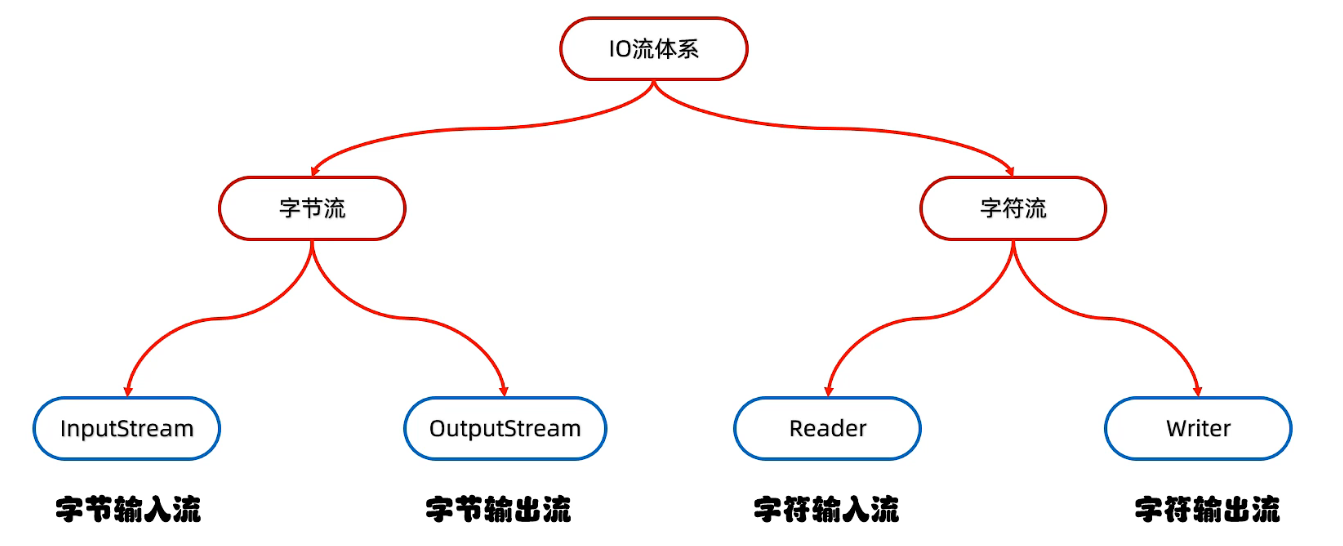 IO流体系
字节流
字符流
InputStream
OutputStream
Reader
Writer
字节输入流
字节输出流
字符输入流
字符输出流